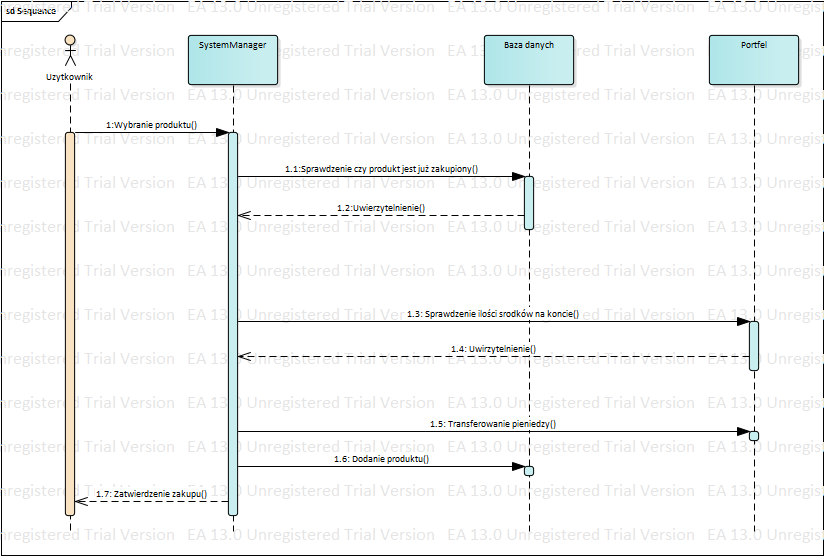 sd Sequence
SystemManager
Baza danych
Portfel
Uzytkownik
1:Wybranie produktu()
1.1:Sprawdzenie czy produkt jest już zakupiony()
1.2:Uwierzytelnienie()
1.3: Sprawdzenie ilości srodków na koncie()
1.4: Uwirzytelnienie()
1.5: Transferowanie pieniedzy()
1.6: Dodanie produktu()
1.7: Zatwierdzenie zakupu()
EA 13.0 Unregistered Trial Version